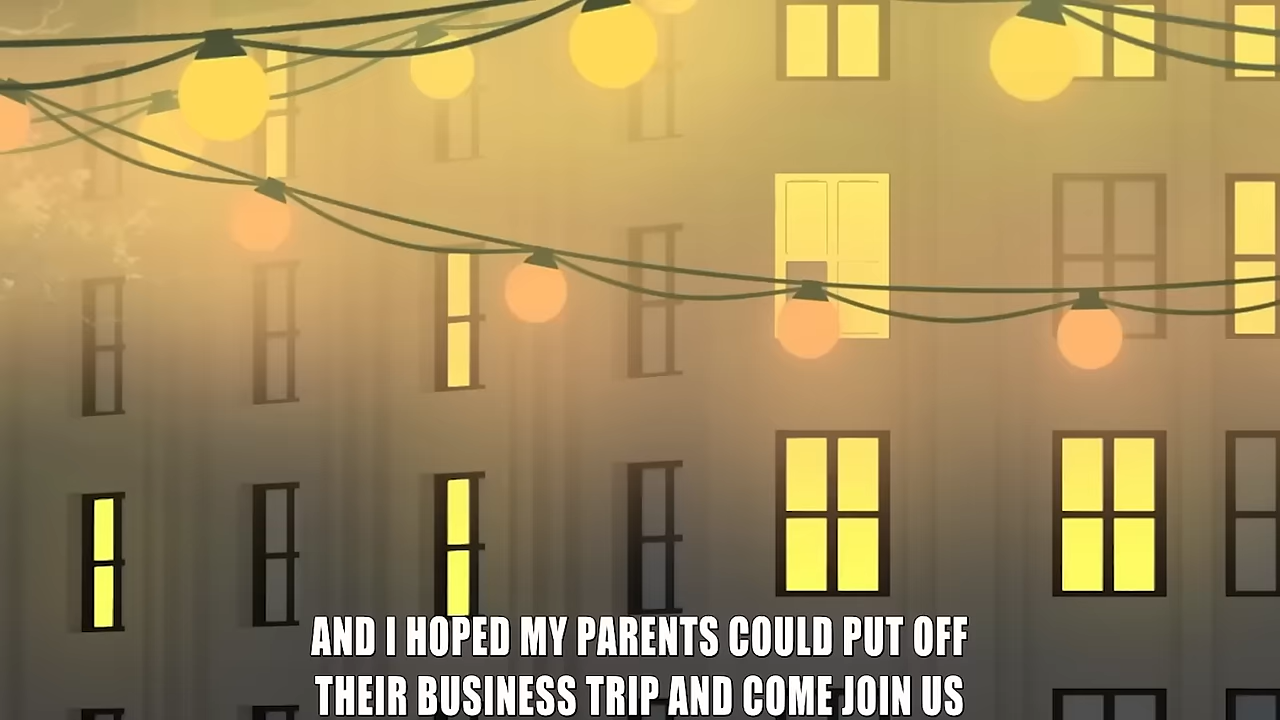 AND I HOPED MY PARENTS COULD PUT OFF
THEIR BUSINESS TRIP AND COME JOIN US